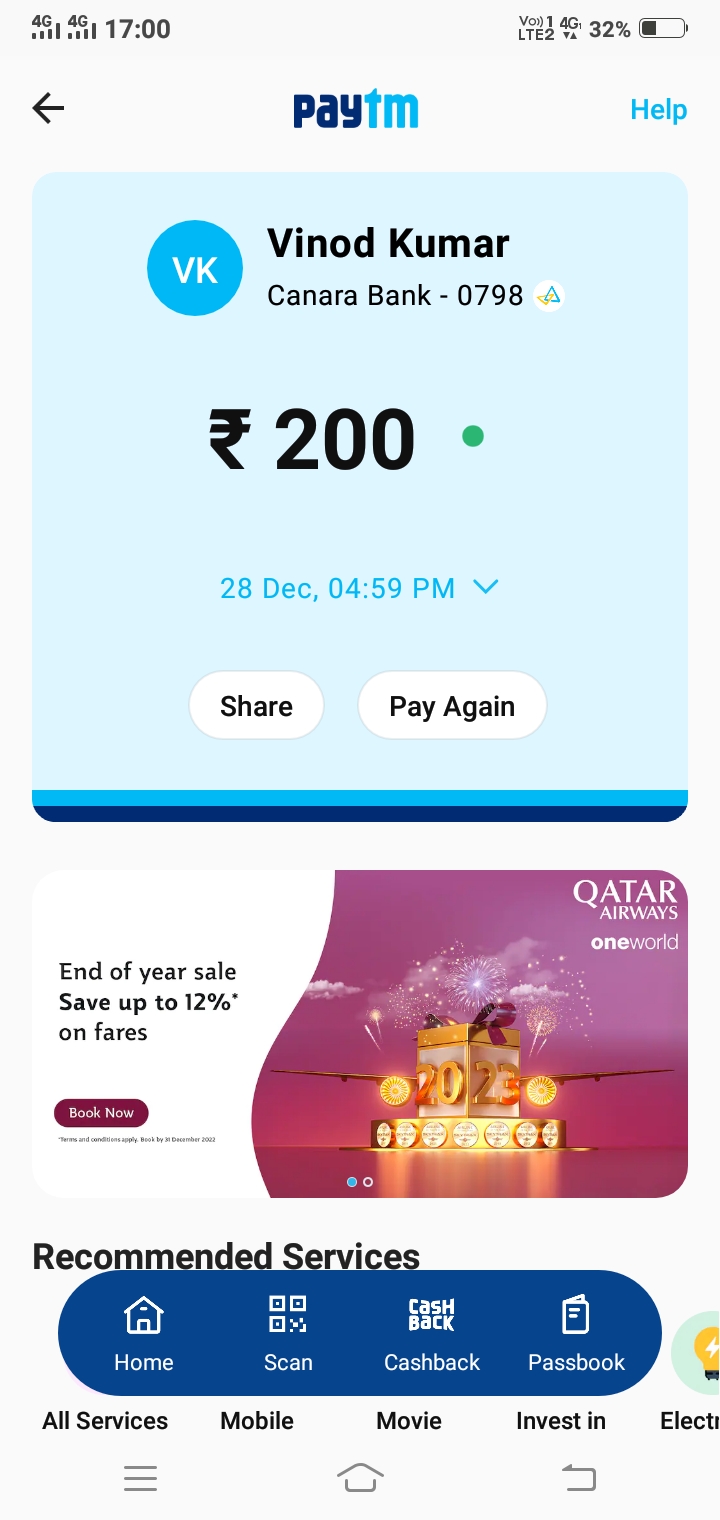 4G 4G 17:00 Vo)) 1 4G LTE2 32%
paytm Help
VK Vinod Kumar
Canara Bank - 0798
₹ 200
28 Dec, 04:59 PM
Share Pay Again
QATAR
AIRWAYS
oneworld
End of year sale
Save up to 12%*
on fares
2023
Book Now
*Terms and conditions apply. Book by 31 December 2022
Recommended Services
CASH
BACK
Home Scan Cashback Passbook
All Services Mobile Movie Invest in Electr